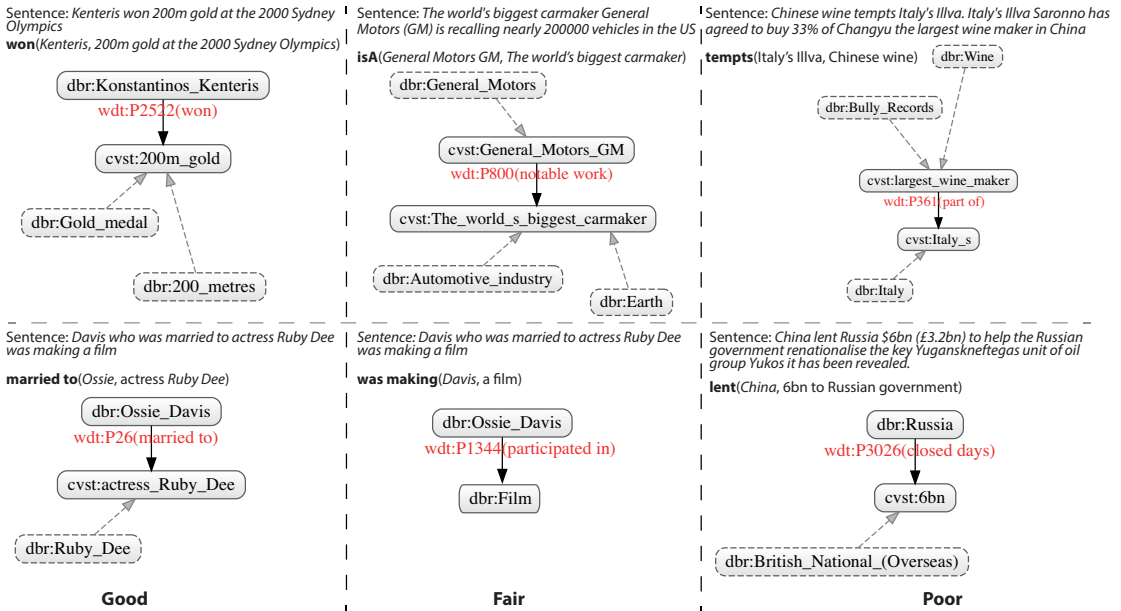 Sentence: Kenteris won 200m gold at the 2000 Sydney
Olympics
won(Kenteris, 200m gold at the 2000 Sydney Olympics)
dbr:Konstantinos_Kenteris
wdt:P2522(won)
cvst:200m_gold
dbr:Gold_medal
dbr:200_metres
Sentence: The world's biggest carmaker General
Motors (GM) is recalling nearly 200000 vehicles in the US
isA(General Motors GM, The world's biggest carmaker)
dbr:General_Motors
cvst:General_Motors_GM
wdt:P800(notable work)
cvst:The_world_s_biggest_carmaker
dbr:Automotive_industry
dbr:Earth
Sentence: Chinese wine tempts Italy's Illva. Italy's Illva Saronno has
agreed to buy 33% of Changyu the largest wine maker in China
tempts(Italy's Illva, Chinese wine)
dbr:Wine
dbr:Bully_Records
cvst:largest_wine_maker
wdt:P361(part of)
cvst:Italy_s
dbr:Italy
Sentence: Davis who was married to actress Ruby Dee
was making a film
married to(Ossie, actress Ruby Dee)
dbr:Ossie_Davis
wdt:P26(married to)
cvst:actress_Ruby_Dee
dbr:Ruby_Dee
Good
Sentence: Davis who was married to actress Ruby Dee
was making a film
was making(Davis, a film)
dbr:Ossie_Davis
wdt:P1344(participated in)
dbr:Film
Fair
Sentence: China lent Russia $6bn (£3.2bn) to help the Russian
government renationalise the key Yuganskneftegas unit of oil
group Yukos it has been revealed.
lent(China, 6bn to Russian government)
dbr:Russia
wdt:P3026(closed days)
cvst:6bn
dbr:British_National_(Overseas)
Poor